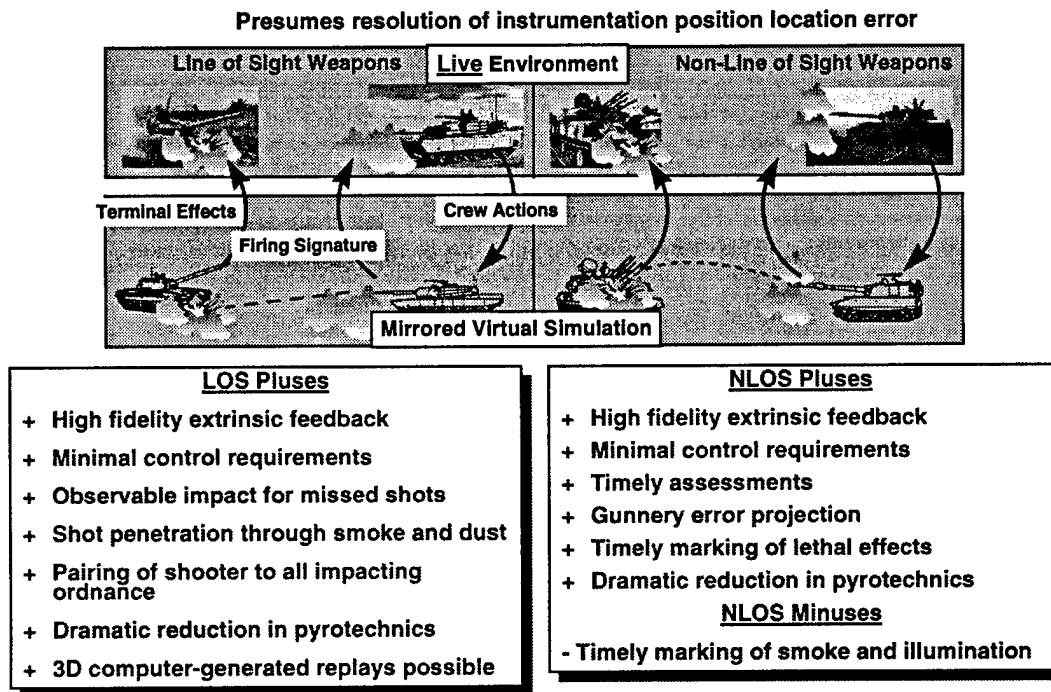 Presumes resolution of instrumentation position location error
Line of Sight Weapons
Live Environment
Non-Line of Sight Weapons
Terminal Effects
Crew Actions
Firing Signature
Mirrored Virtual Simulation
LOS Pluses
+ High fidelity extrinsic feedback
+ Minimal control requirements
+ Observable impact for missed shots
+ Shot penetration through smoke and dust
+ Pairing of shooter to all impacting
ordnance
+ Dramatic reduction in pyrotechnics
+ 3D computer-generated replays possible
NLOS Pluses
+ High fidelity extrinsic feedback
+ Minimal control requirements
+ Timely assessments
+ Gunnery error projection
+ Timely marking of lethal effects
+ Dramatic reduction in pyrotechnics
NLOS Minuses
- Timely marking of smoke and illumination